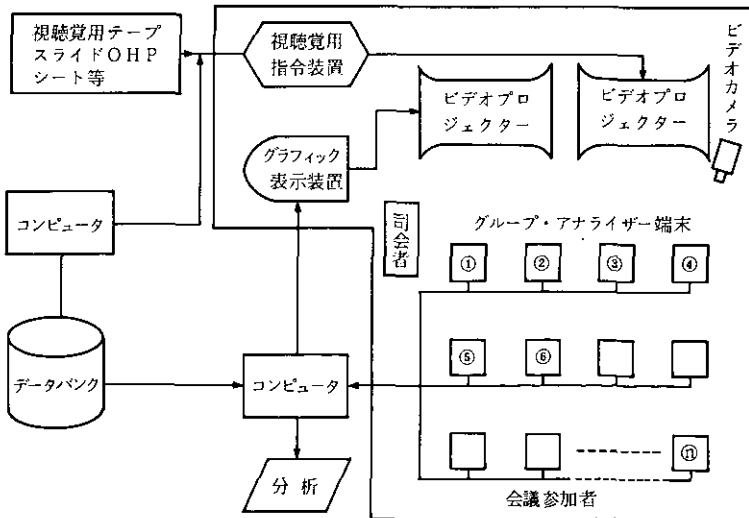 視聴覚用テープ
スライドOHP
シート等
視聴覚用
指令装置
ビデオプロ
ジェクター
ビデオプロ
ジェクター
ビデオカメラ
グラフィック
表示装置
コンピュータ
司会者
グループ・アナライザー端末
① ② ③ ④
⑤ ⑥
データバンク
コンピュータ
ⓝ
分析
会議参加者